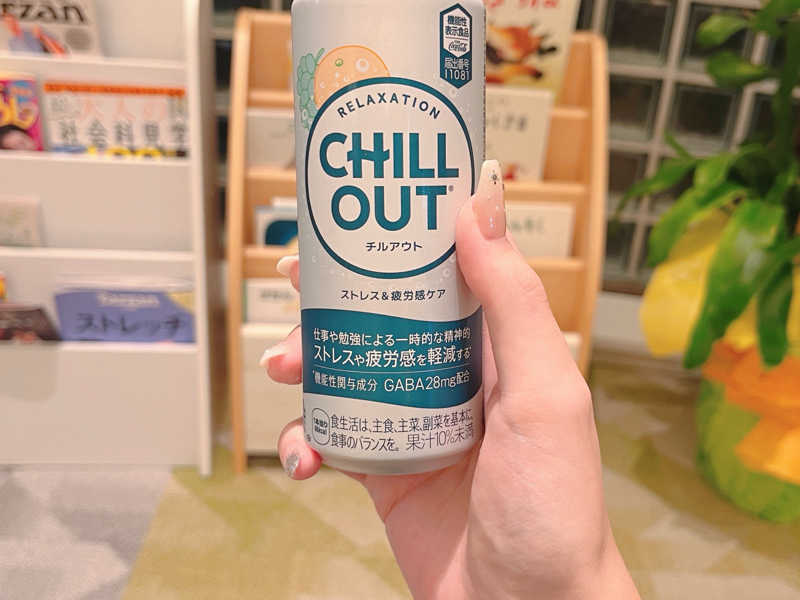 rzan
大人の
社会科見学
Tarzan
ストレッチ
機能性
表示食品
Coca-Cola
届出番号
I1081
RELAXATION
CHILL
OUT®
チルアウト
ストレス&疲労感ケア
仕事や勉強による一時的な精神的
ストレスや疲労感を軽減する*
*機能性関与成分 GABA28mg配合
食生活は、主食、主菜、副菜を基本に、
食事のバランスを。 果汁10%未満